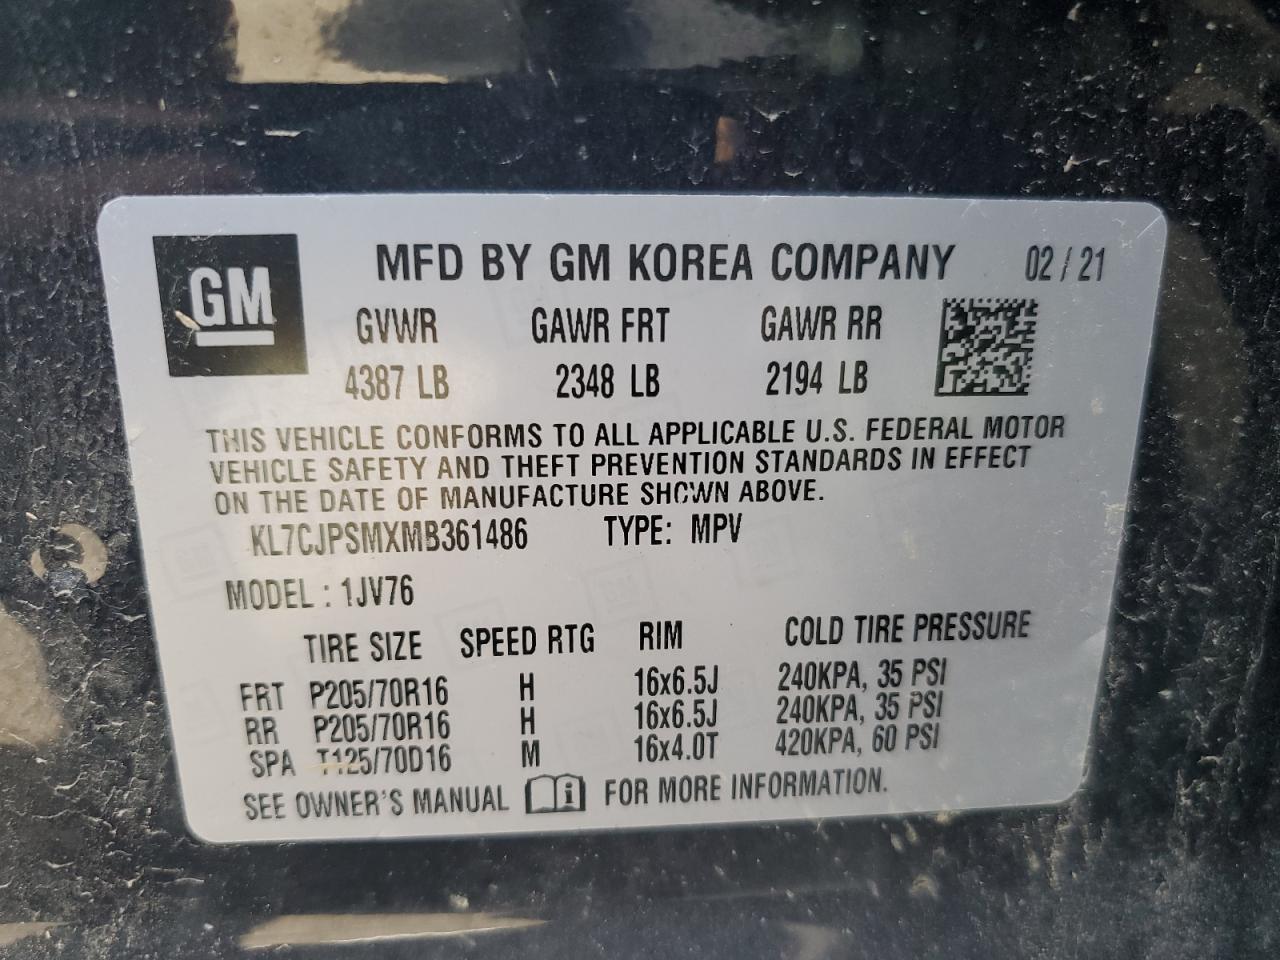 GM
MFD BY GM KOREA COMPANY 02 / 21
GVWR GAWR FRT GAWR RR
4387 LB 2348 LB 2194 LB
THIS VEHICLE CONFORMS TO ALL APPLICABLE U.S. FEDERAL MOTOR
VEHICLE SAFETY AND THEFT PREVENTION STANDARDS IN EFFECT
ON THE DATE OF MANUFACTURE SHOWN ABOVE.
KL7CJPSMXMB361486 TYPE: MPV
MODEL : 1JV76
TIRE SIZE SPEED RTG RIM COLD TIRE PRESSURE
FRT P205/70R16 H 16x6.5J 240KPA, 35 PSI
RR P205/70R16 H 16x6.5J 240KPA, 35 PSI
SPA T125/70D16 M 16x4.0T 420KPA, 60 PSI
SEE OWNER'S MANUAL i FOR MORE INFORMATION.